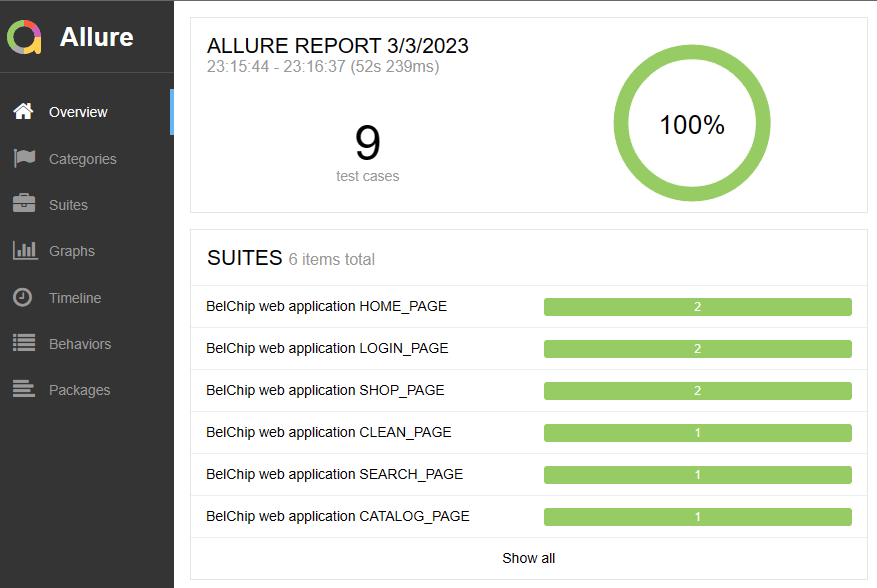 Allure
Overview
Categories
Suites
Graphs
Timeline
Behaviors
Packages
ALLURE REPORT 3/3/2023
23:15:44 - 23:16:37 (52s 239ms)
9
test cases
100%
SUITES 6 items total
BelChip web application HOME_PAGE 2
BelChip web application LOGIN_PAGE 2
BelChip web application SHOP_PAGE 2
BelChip web application CLEAN_PAGE 1
BelChip web application SEARCH_PAGE 1
BelChip web application CATALOG_PAGE 1
Show all